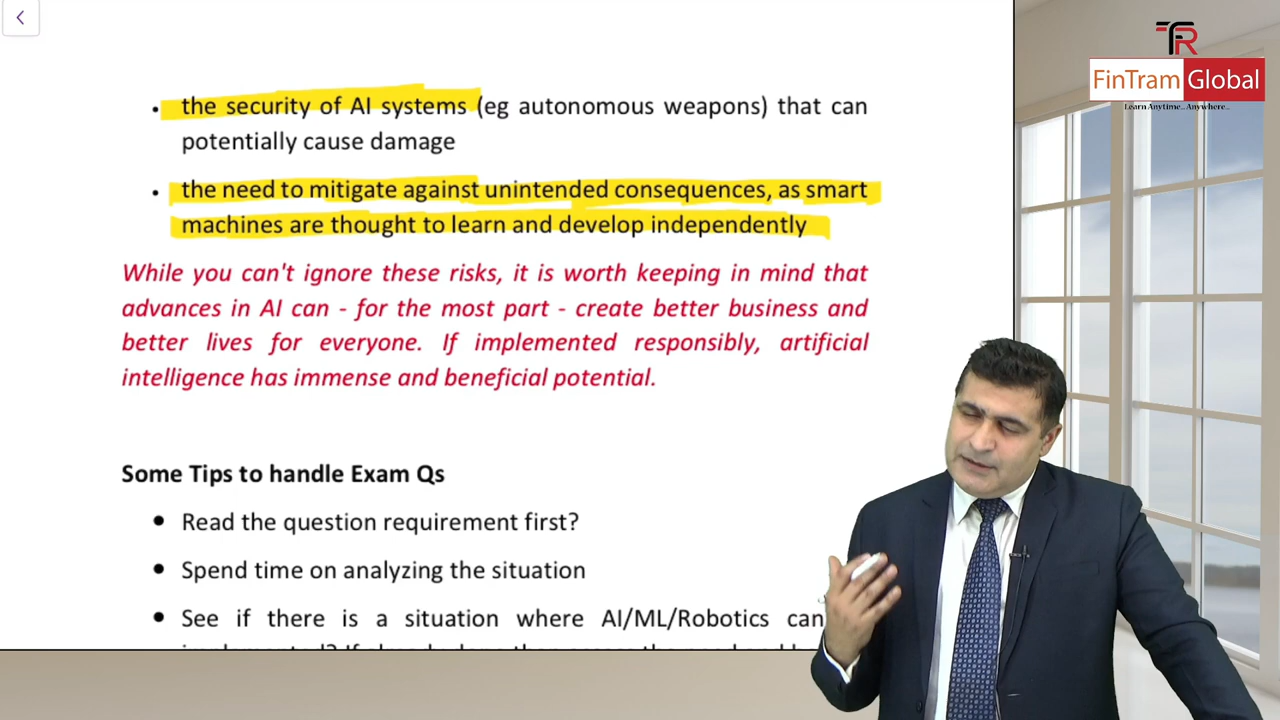 TFR
FinTram Global
Learn Anytime.. Anywhere..
• the security of AI systems (eg autonomous weapons) that can
potentially cause damage
• the need to mitigate against unintended consequences, as smart
machines are thought to learn and develop independently
While you can't ignore these risks, it is worth keeping in mind that
advances in AI can - for the most part - create better business and
better lives for everyone. If implemented responsibly, artificial
intelligence has immense and beneficial potential.
Some Tips to handle Exam Qs
• Read the question requirement first?
• Spend time on analyzing the situation
• See if there is a situation where AI/ML/Robotics can